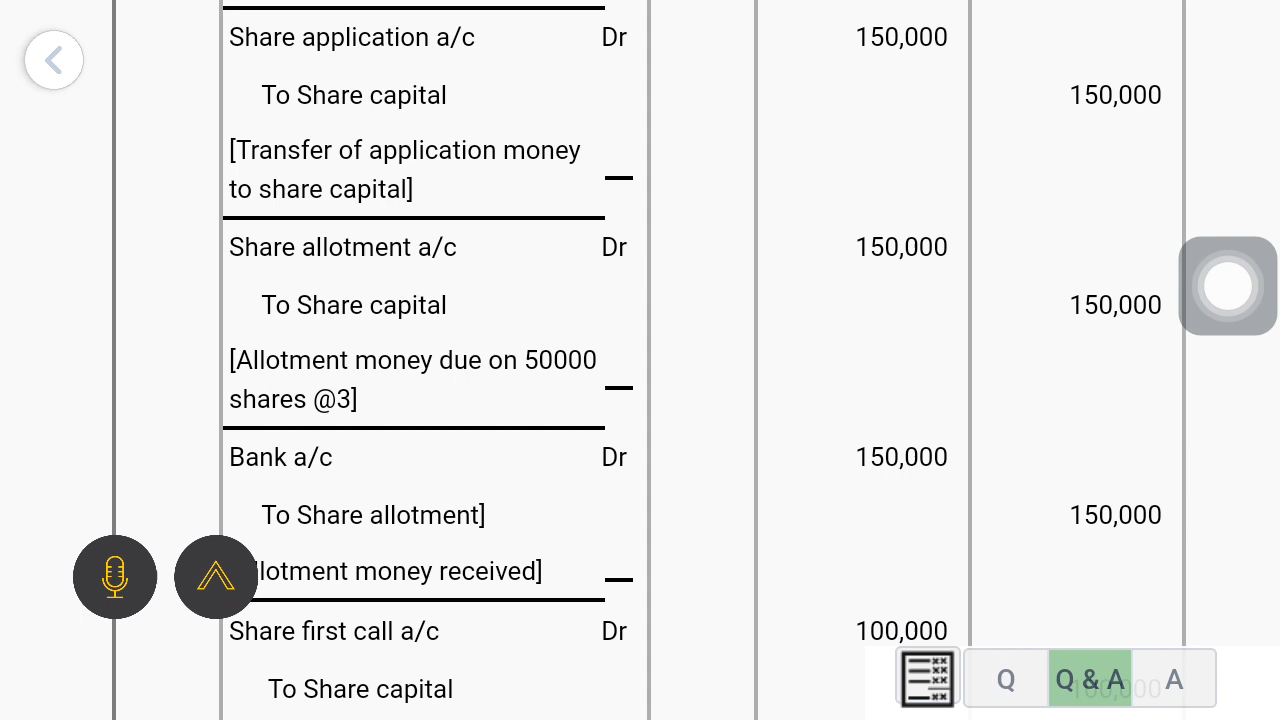 Share application a/c Dr 150,000
To Share capital 150,000
[Transfer of application money
to share capital]
Share allotment a/c Dr 150,000
To Share capital 150,000
[Allotment money due on 50000
shares @3]
Bank a/c Dr 150,000
To Share allotment] 150,000
llotment money received]
Share first call a/c Dr 100,000
To Share capital
Q Q & A A